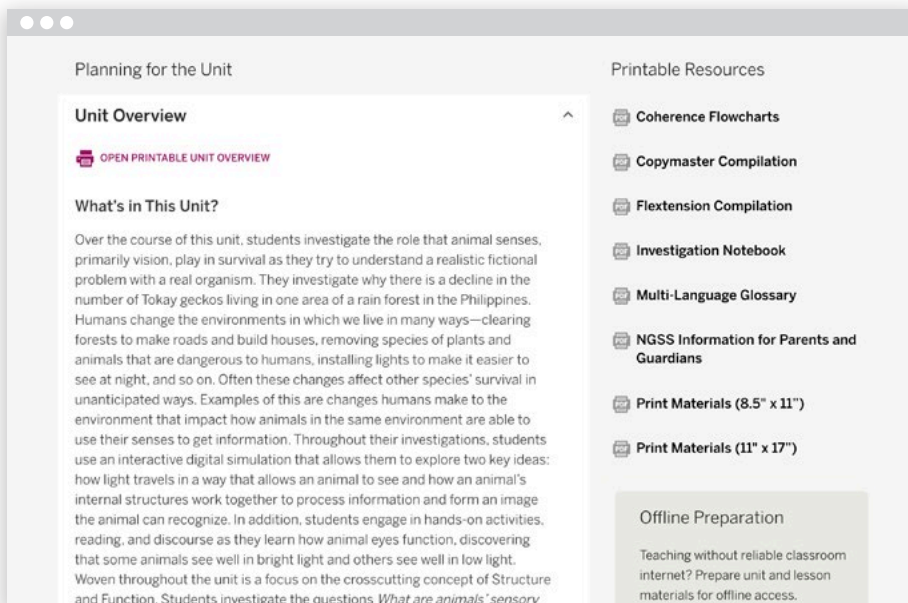 Planning for the Unit
Unit Overview
OPEN PRINTABLE UNIT OVERVIEW
What's in This Unit?
Over the course of this unit, students investigate the role that animal senses,
primarily vision, play in survival as they try to understand a realistic fictional
problem with a real organism. They investigate why there is a decline in the
number of Tokay geckos living in one area of a rain forest in the Philippines.
Humans change the environments in which we live in many ways—clearing
forests to make roads and build houses, removing species of plants and
animals that are dangerous to humans, installing lights to make it easier to
see at night, and so on. Often these changes affect other species' survival in
unanticipated ways. Examples of this are changes humans make to the
environment that impact how animals in the same environment are able to
use their senses to get information. Throughout their investigations, students
use an interactive digital simulation that allows them to explore two key ideas:
how light travels in a way that allows an animal to see and how an animal's
internal structures work together to process information and form an image
the animal can recognize. In addition, students engage in hands-on activities,
reading, and discourse as they learn how animal eyes function, discovering
that some animals see well in bright light and others see well in low light.
Woven throughout the unit is a focus on the crosscutting concept of Structure
and Function. Students investigate the questions What are animals' sensory
Printable Resources
PDF Coherence Flowcharts
PDF Copymaster Compilation
PDF Flextension Compilation
PDF Investigation Notebook
PDF Multi-Language Glossary
PDF NGSS Information for Parents and
Guardians
PDF Print Materials (8.5" x 11")
PDF Print Materials (11" x 17")
Offline Preparation
Teaching without reliable classroom
internet? Prepare unit and lesson
materials for offline access.